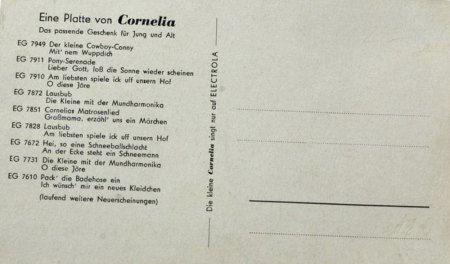 Eine Platte von Cornelia
Das passende Geschenk für Jung und Alt
EG 7949 Der kleine Cowboy-Conny
Mit' nem Wuppdich
EG 7911 Pony-Serenade
Lieber Gott, laß die Sonne wieder scheinen
EG 7910 Am liebsten spiele ick uff unsern Hof
O diese Jöre
EG 7872 Lausbub
Die Kleine mit der Mundharmonika
EG 7851 Cornelias Matrosenlied
Großmama, erzähl' uns ein Märchen
EG 7828 Lausbub
Am liebsten spiele ick uff unsern Hof
EG 7672 Hei, so eine Schneeballschlacht
An der Ecke steht ein Schneemann
EG 7731 Die Kleine mit der Mundharmonika
O diese Jöre
EG 7610 Pack' die Badehose ein
Ich wünsch' mir ein neues Kleidchen
(laufend weitere Neuerscheinungen)
Die kleine Cornelia singt nur auf ELECTROLA